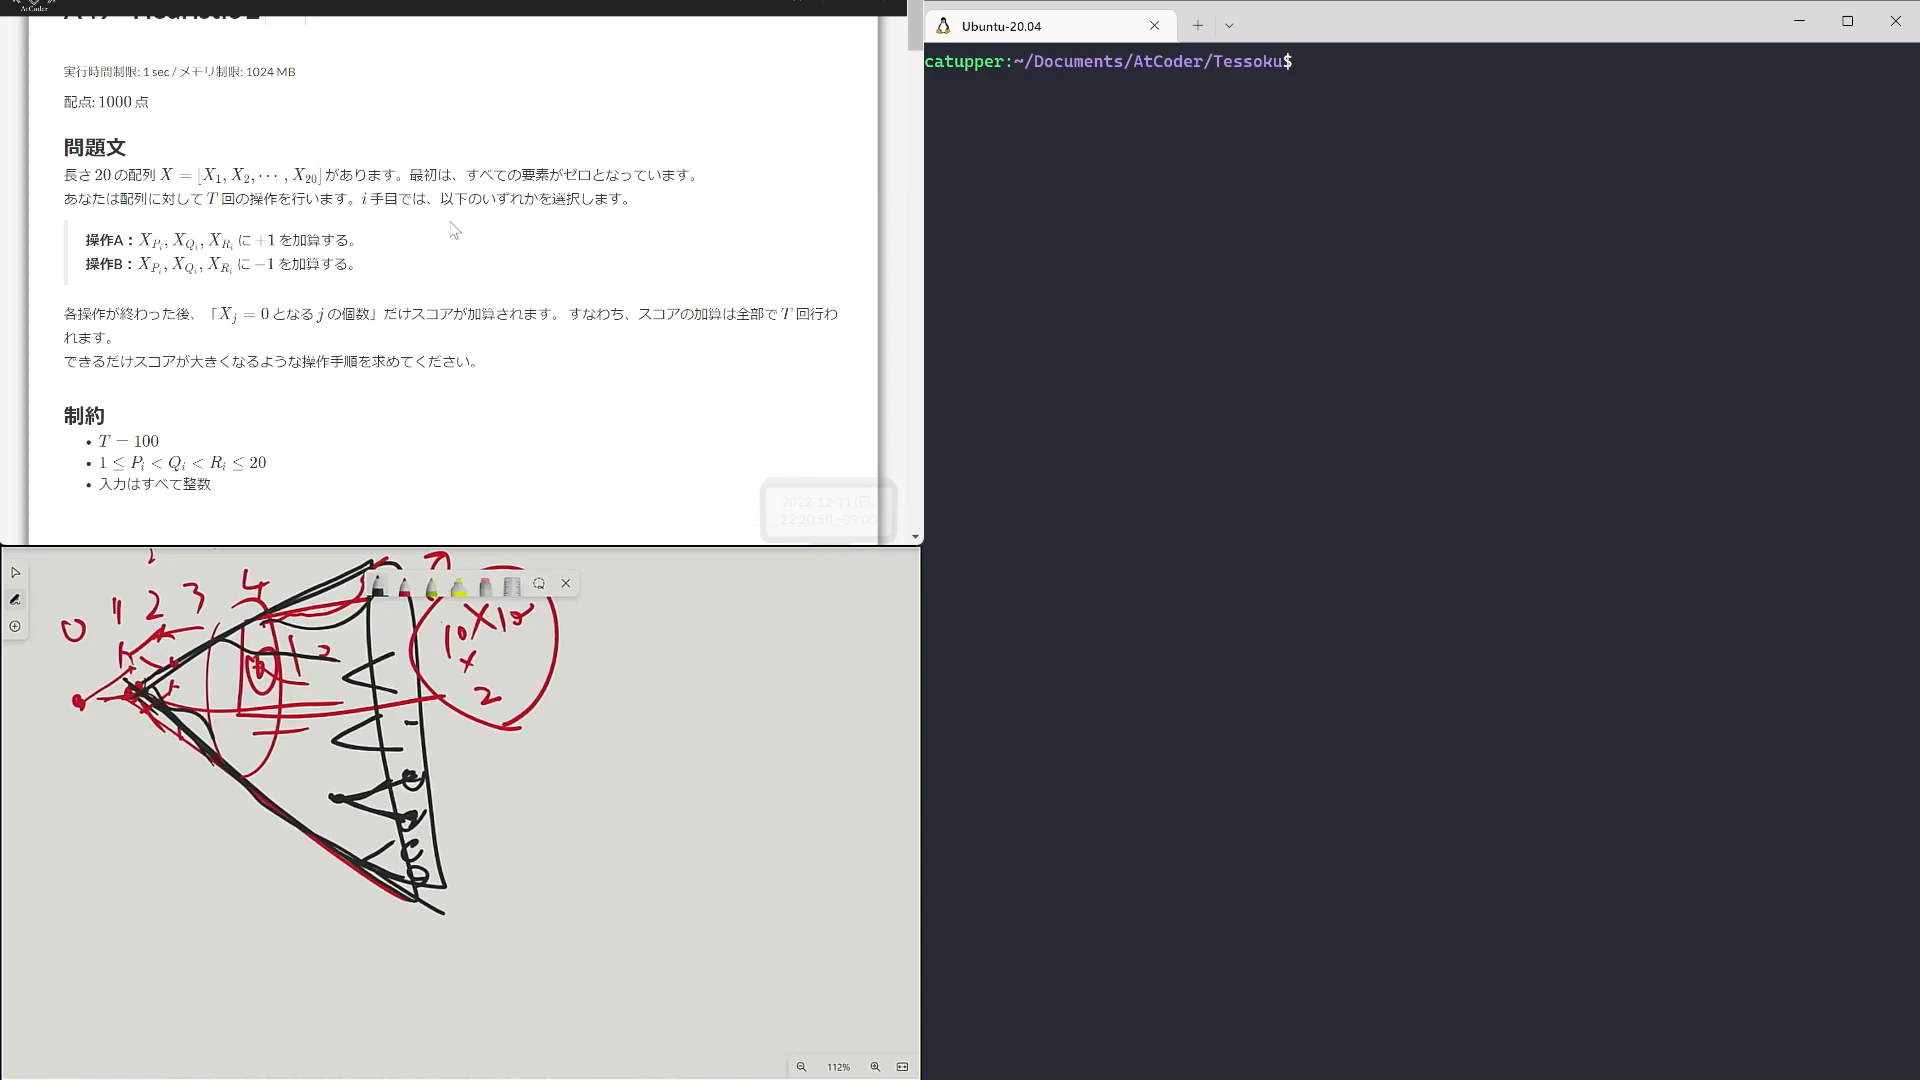 AtCoder
実行時間制限: 1 sec / メモリ制限: 1024 MB
配点: 1000 点
問題文
長さ 20 の配列 X = [X1, X2, ⋯ , X20] があります。最初は、すべての要素がゼロとなっています。
あなたは配列に対して T 回の操作を行います。i 手目では、以下のいずれかを選択します。
操作A： XPi, XQi, XRi に +1 を加算する。
操作B： XPi, XQi, XRi に −1 を加算する。
各操作が終わった後、「Xj = 0 となる j の個数」だけスコアが加算されます。 すなわち、スコアの加算は全部で T 回行わ
れます。
できるだけスコアが大きくなるような操作手順を求めてください。
制約
• T = 100
• 1 ≤ Pi < Qi < Ri ≤ 20
• 入力はすべて整数
2022-12-11 (日)
22:20:50 +09:00
Ubuntu-20.04
catupper:~/Documents/AtCoder/Tessoku$
0 1 2 3 4
2
112%